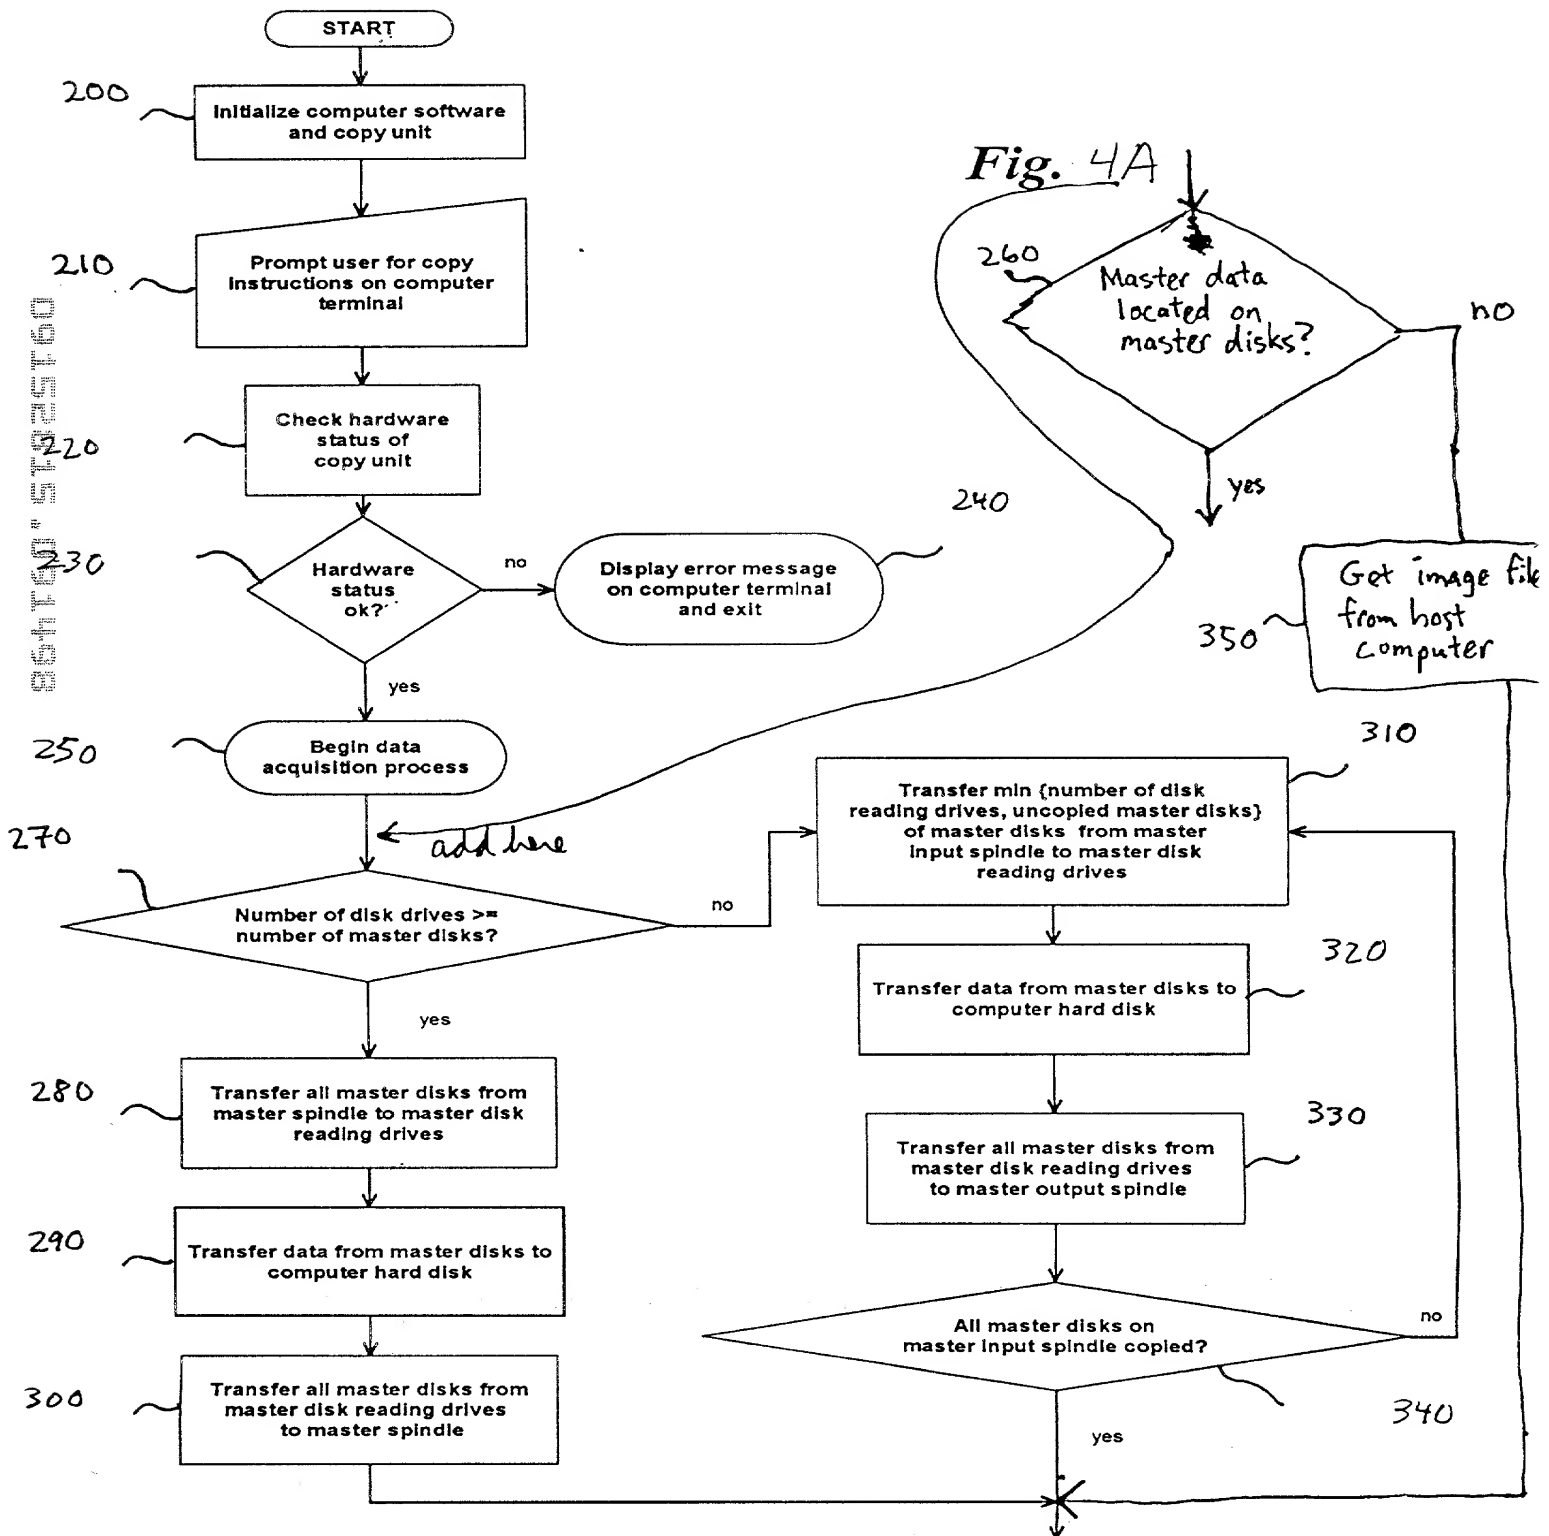 START
200
Initialize computer software
and copy unit
210
Prompt user for copy
instructions on computer
terminal
220
Check hardware
status of
copy unit
230
Hardware
status
ok?
no
240
Display error message
on computer terminal
and exit
yes
250
Begin data
acquisition process
Fig. 4A
260
Master data
located on
master disks?
no
yes
350
Get image file
from host
computer
add here
270
Number of disk drives >=
number of master disks?
no
yes
280
Transfer all master disks from
master spindle to master disk
reading drives
290
Transfer data from master disks to
computer hard disk
300
Transfer all master disks from
master disk reading drives
to master spindle
310
Transfer min {number of disk
reading drives, uncopied master disks}
of master disks from master
input spindle to master disk
reading drives
320
Transfer data from master disks to
computer hard disk
330
Transfer all master disks from
master disk reading drives
to master output spindle
340
All master disks on
master input spindle copied?
no
yes